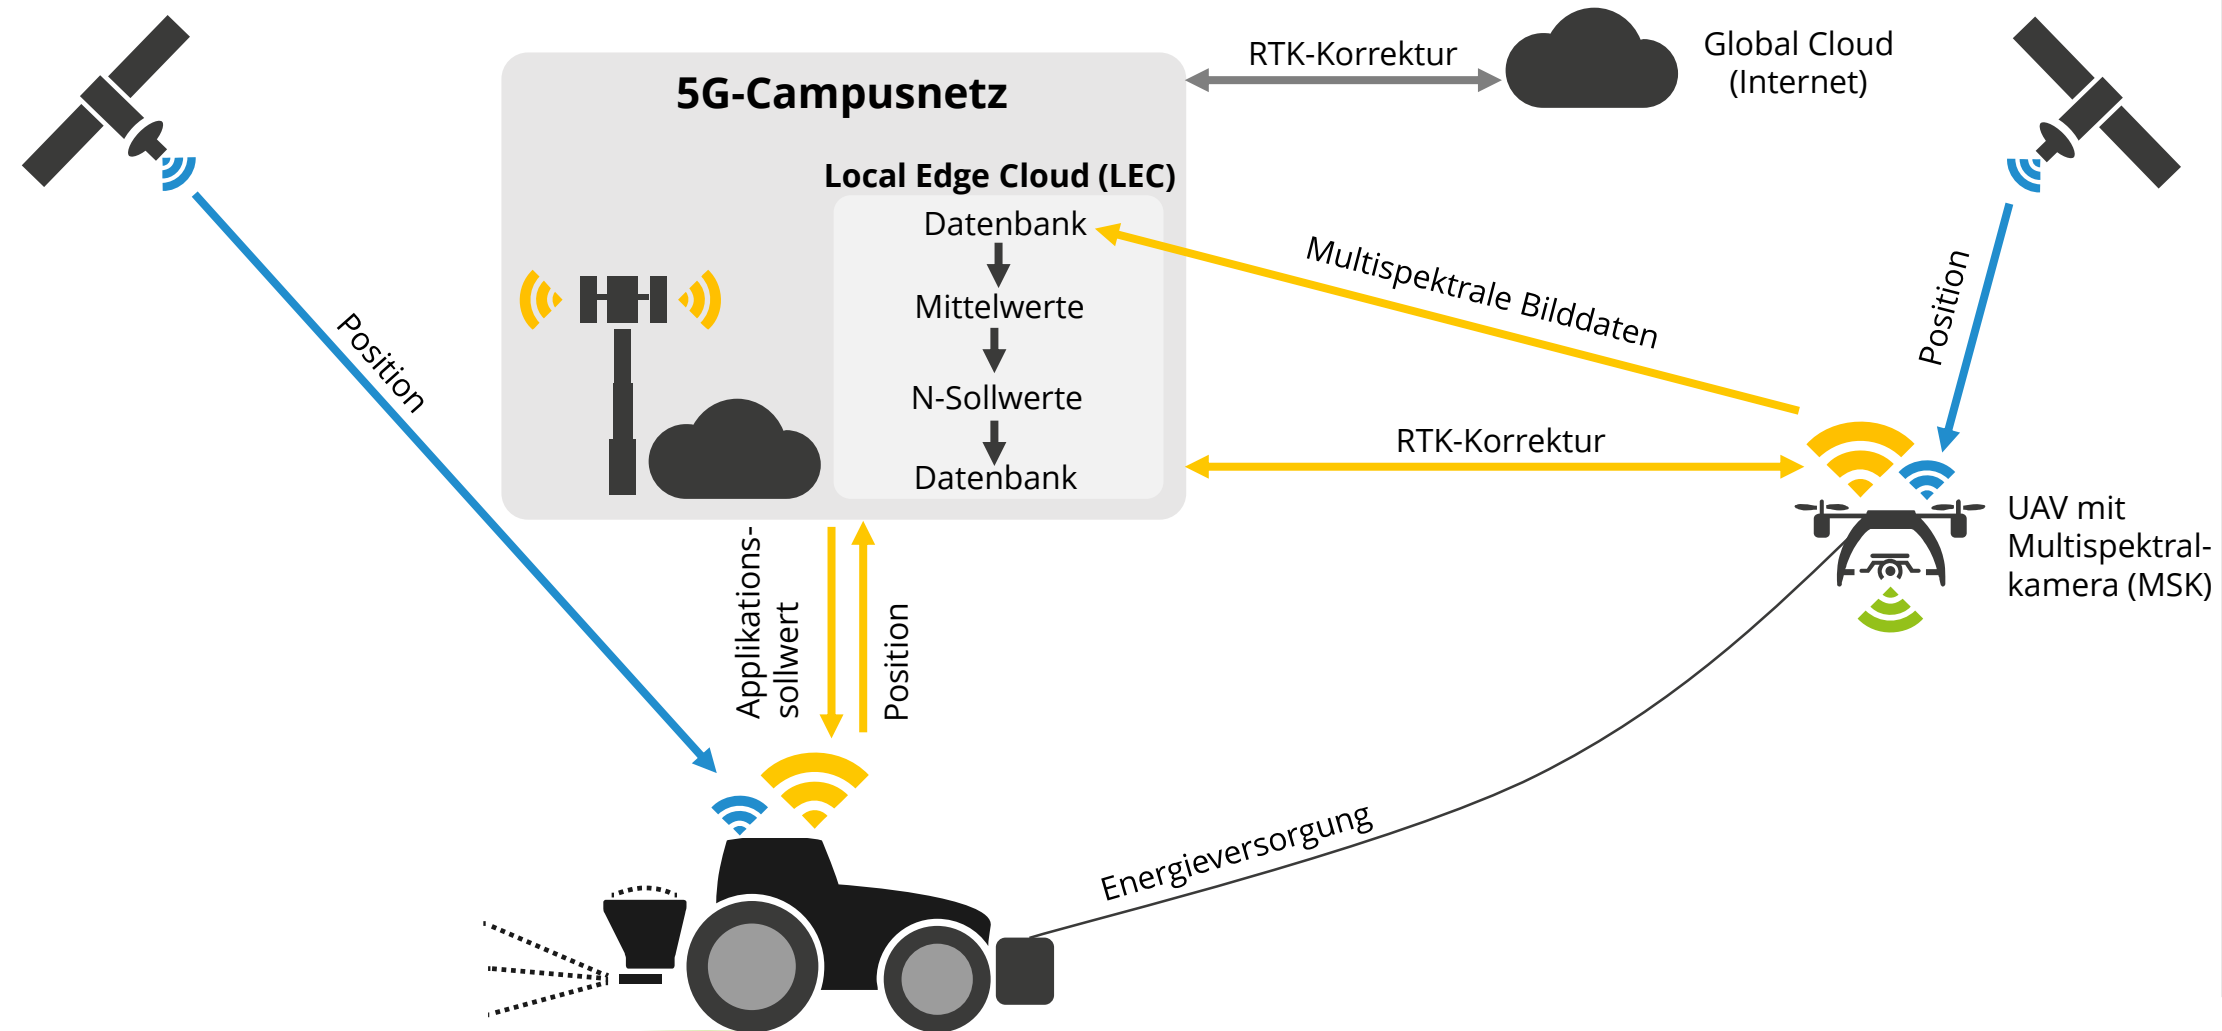 5G-Campusnetz
RTK-Korrektur
Global Cloud
(Internet)
Local Edge Cloud (LEC)
Datenbank
Mittelwerte
N-Sollwerte
Datenbank
Multispektrale Bilddaten
Position
Position
RTK-Korrektur
UAV mit
Multispektral-
kamera (MSK)
Applikations-
sollwert
Position
Energieversorgung